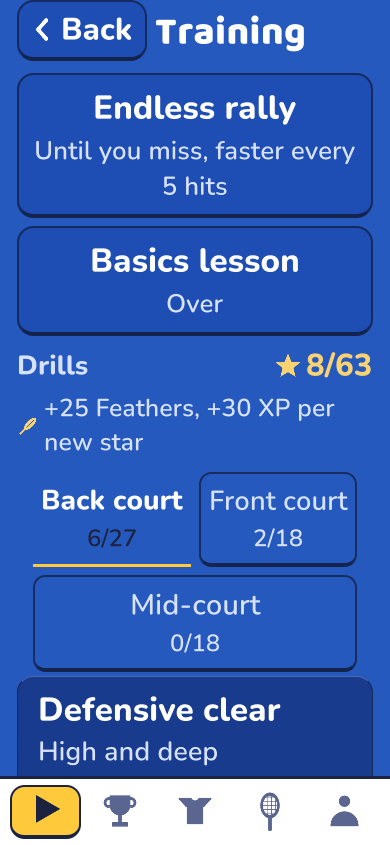 Back
Training
Endless rally
Until you miss, faster every
5 hits
Basics lesson
Over
Drills
8/63
+25 Feathers, +30 XP per
new star
Back court
6/27
Front court
2/18
Mid-court
0/18
Defensive clear
High and deep